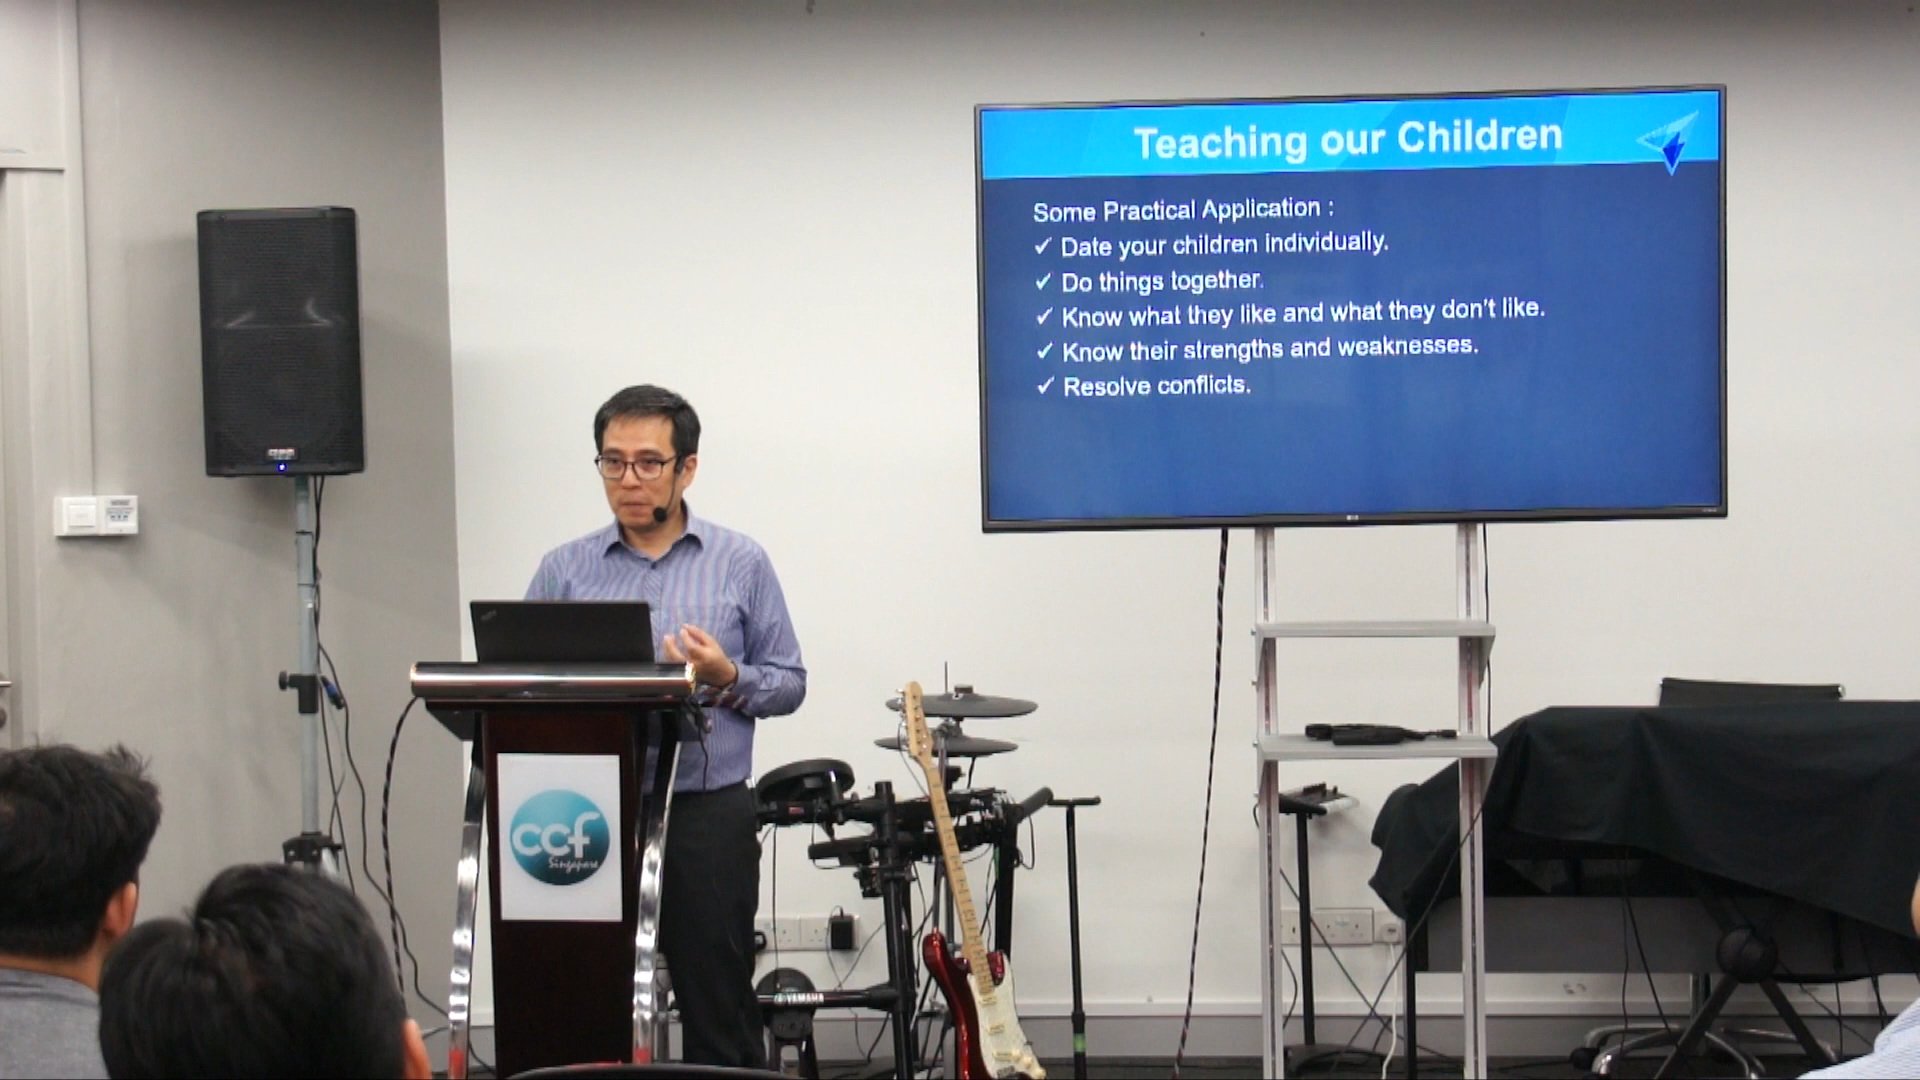 Teaching our Children
Some Practical Application :
✓ Date your children individually.
✓ Do things together.
✓ Know what they like and what they don't like.
✓ Know their strengths and weaknesses.
✓ Resolve conflicts.
ccf
Singapore
YAMAHA